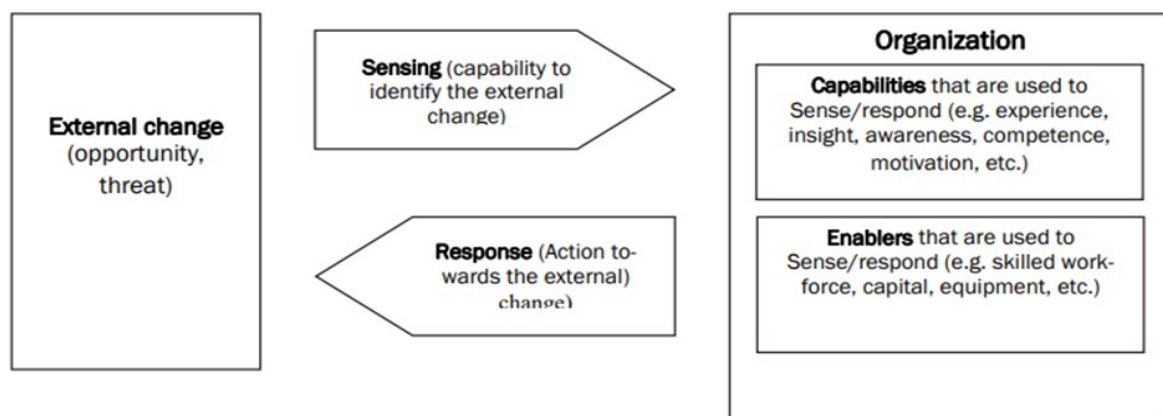 External change
(opportunity,
threat)
Sensing (capability to
identify the external
change)
Response (Action to-
wards the external)
change)
Organization
Capabilities that are used to
Sense/respond (e.g. experience,
insight, awareness, competence,
motivation, etc.)
Enablers that are used to
Sense/respond (e.g. skilled work-
force, capital, equipment, etc.)